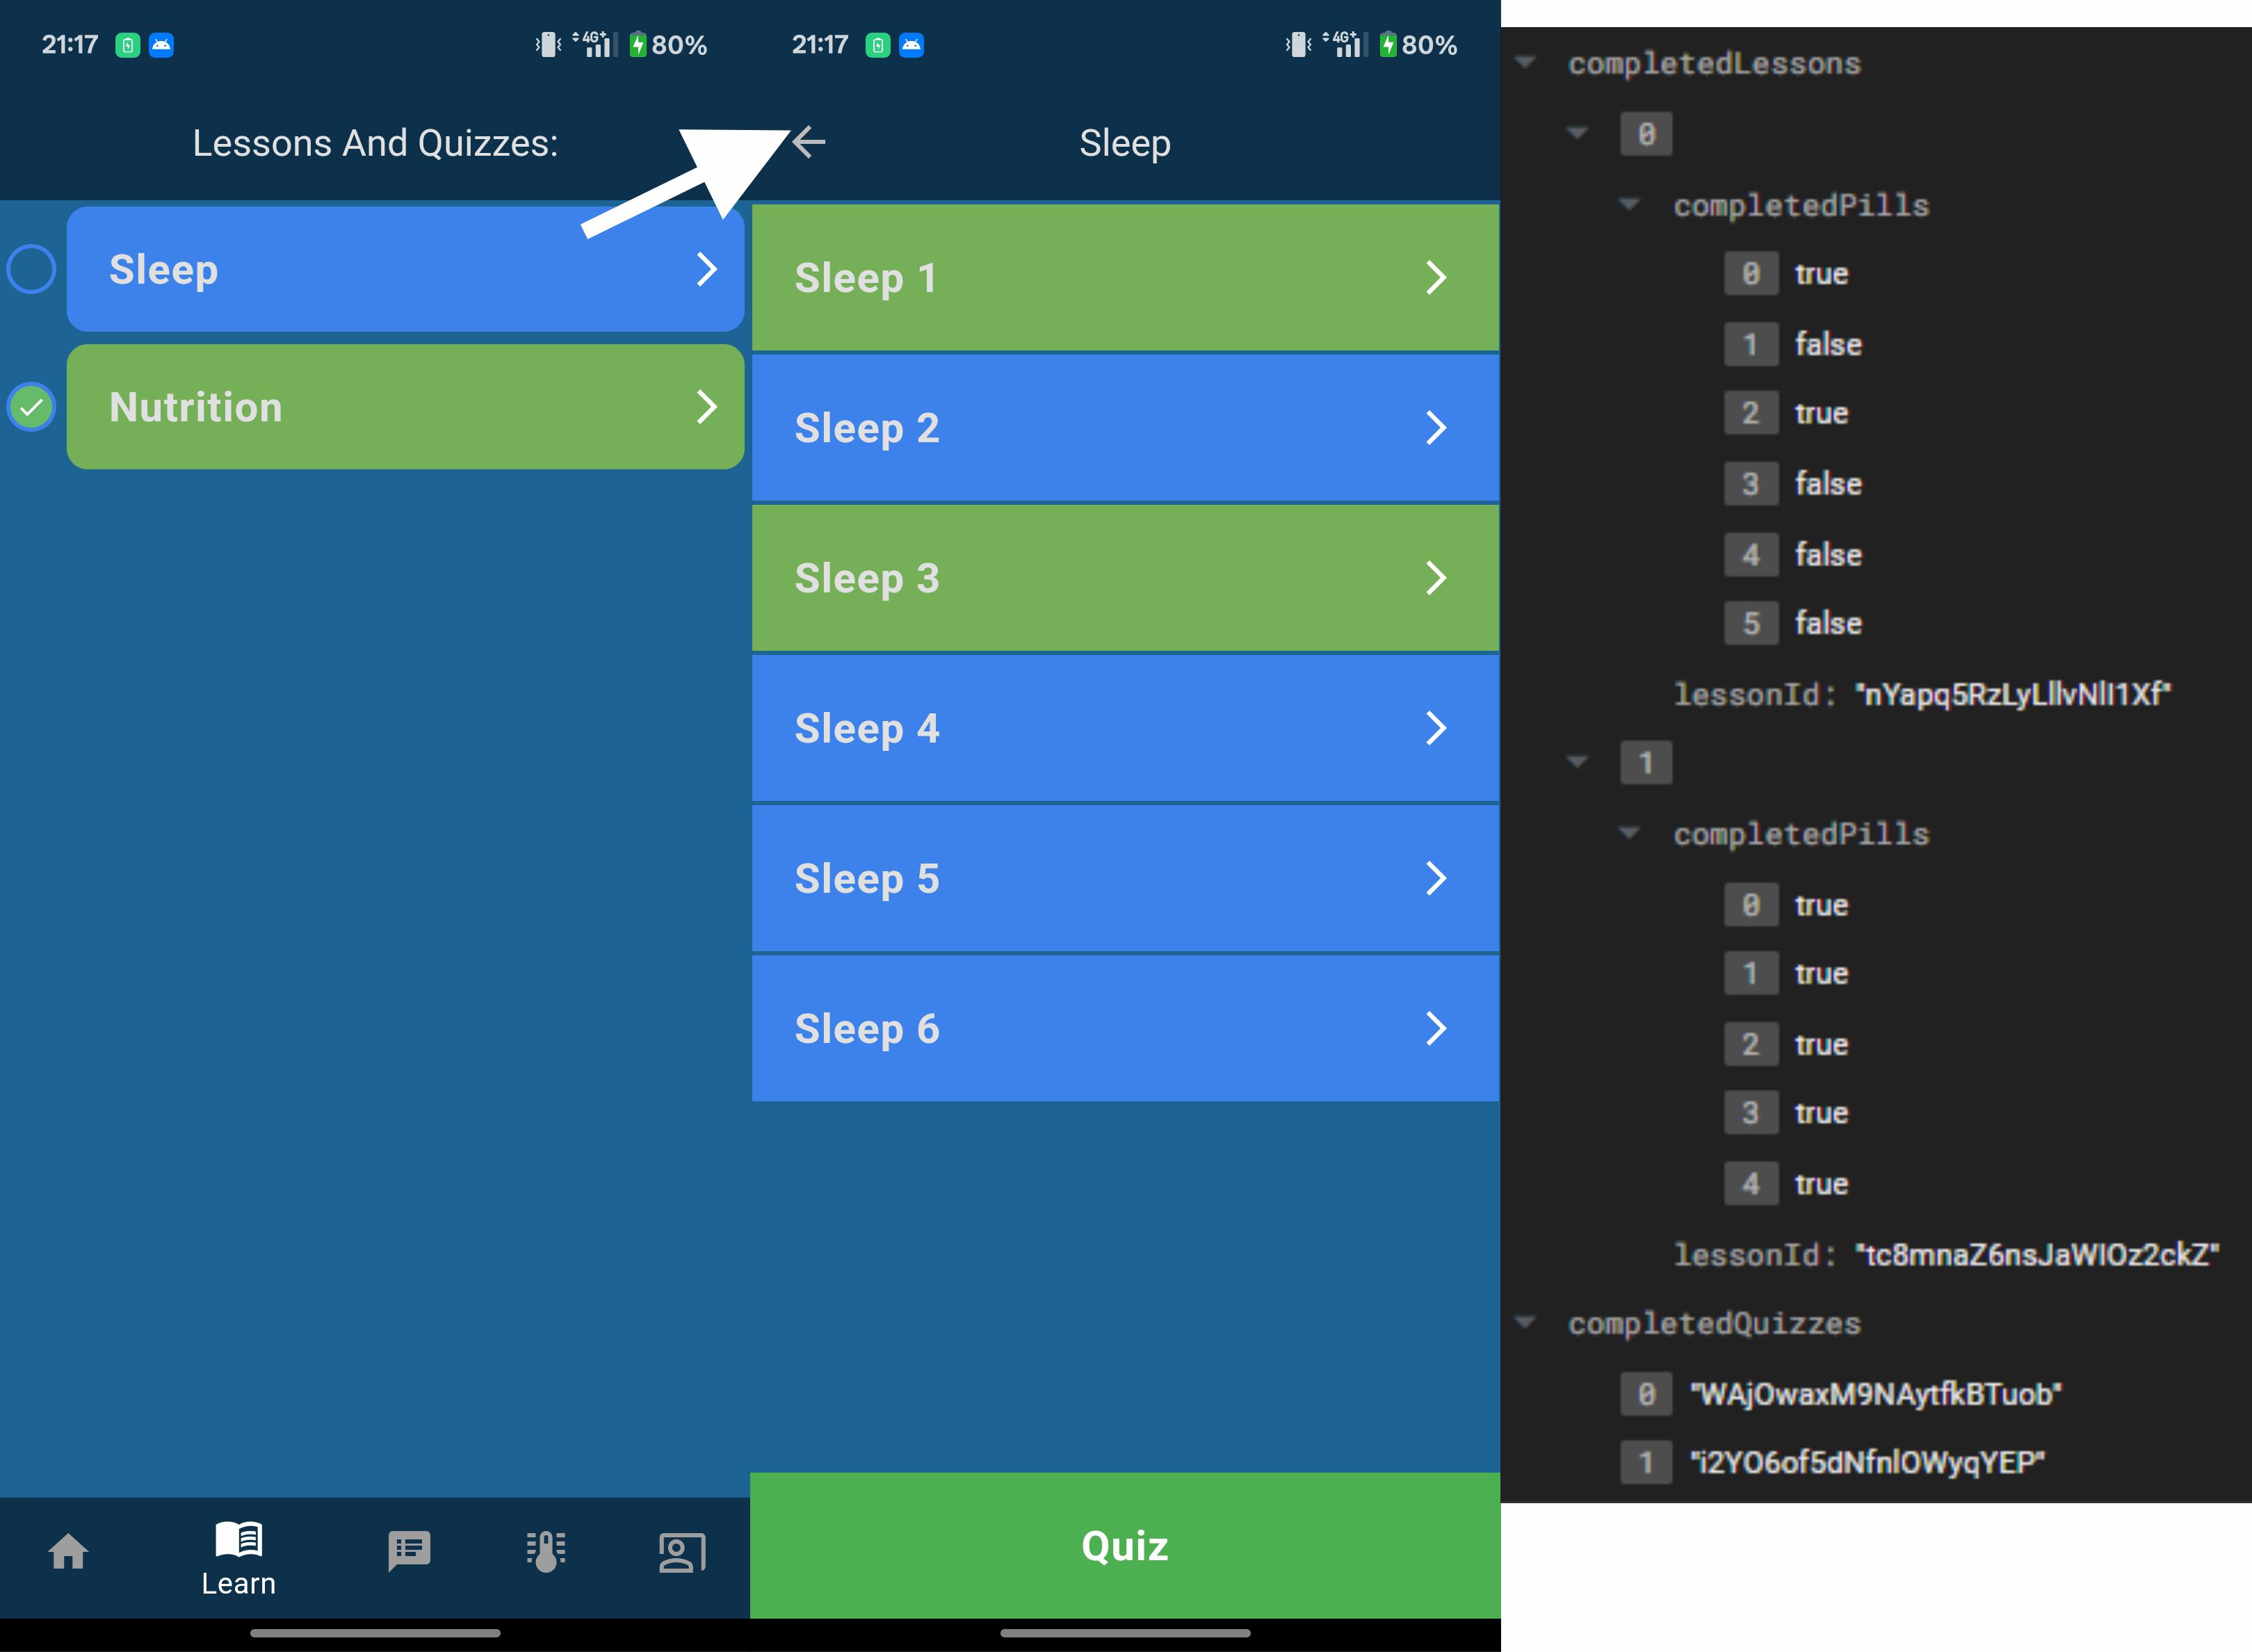 21:17
4G+
80%
Lessons And Quizzes:
Sleep
Nutrition
Learn
21:17
4G+
80%
Sleep
Sleep 1
Sleep 2
Sleep 3
Sleep 4
Sleep 5
Sleep 6
Quiz
completedLessons
0
completedPills
0 true
1 false
2 true
3 false
4 false
5 false
lessonId: "nYapq5RzLyLllvNlI1Xf"
1
completedPills
0 true
1 true
2 true
3 true
4 true
lessonId: "tc8mnaZ6nsJaWIOz2ckZ"
completedQuizzes
0 "WAjOwaxM9NAytfkBTuob"
1 "i2YO6of5dNfnlOWyqYEP"